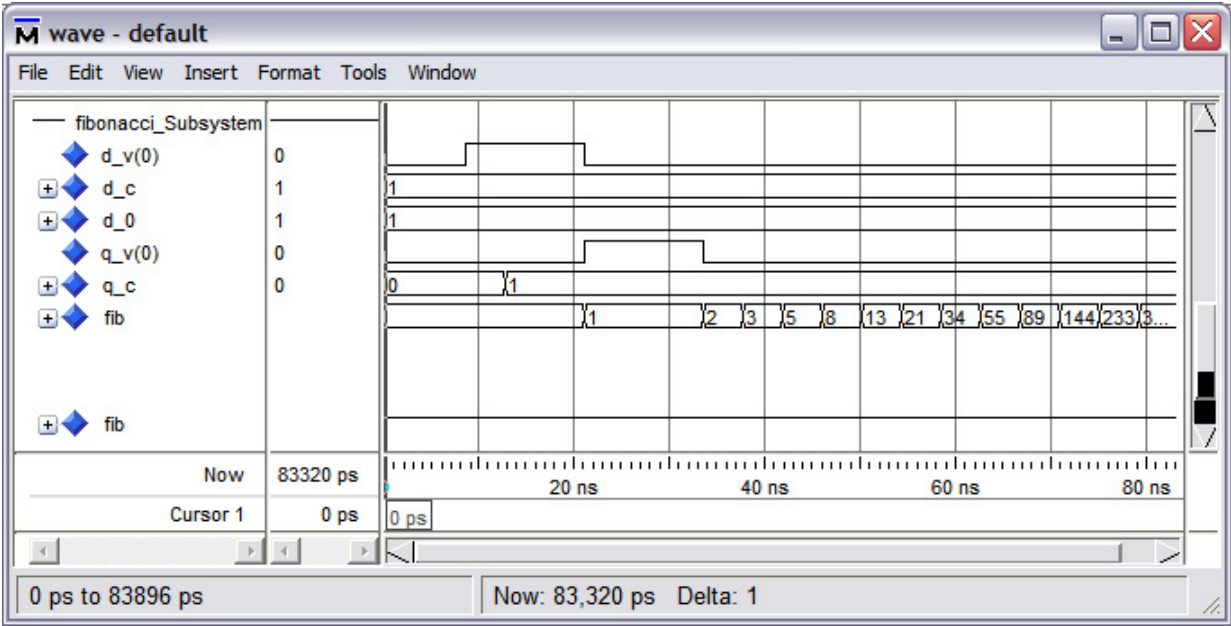 wave - default
File Edit View Insert Format Tools Window
fibonacci_Subsystem
d_v(0) 0
d_c 1 1
d_0 1 1
q_v(0) 0
q_c 0 0 1
fib 1 2 3 5 8 13 21 34 55 89 144 233 3...
fib
Now 83320 ps 20 ns 40 ns 60 ns 80 ns
Cursor 1 0 ps 0 ps
0 ps to 83896 ps Now: 83,320 ps Delta: 1